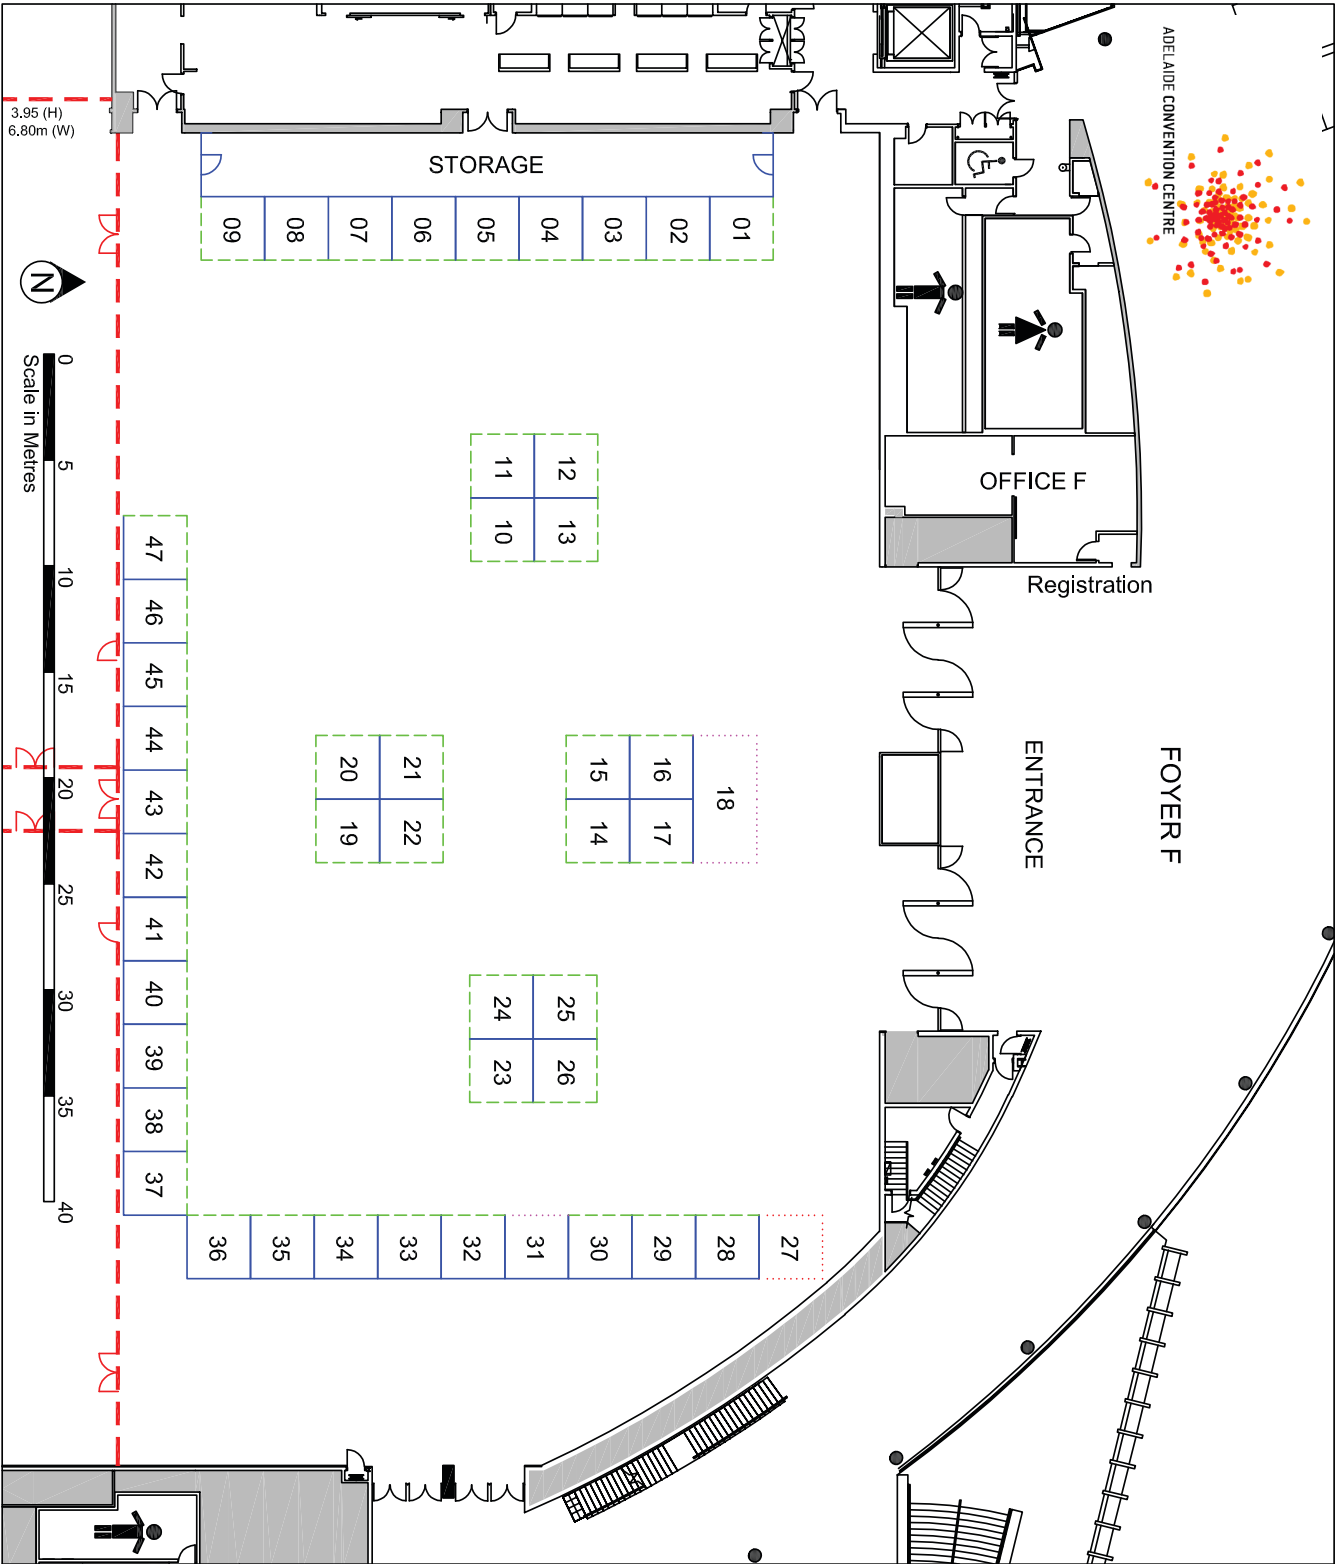 ADELAIDE CONVENTION CENTRE
3.95 (H)
6.80m (W)
STORAGE
09 08 07 06 05 04 03 02 01
N
0 5 10 15 20 25 30 35 40
Scale in Metres
11 12
10 13
OFFICE F
Registration
ENTRANCE
FOYER F
47
46
45
44
43
42
41
40
39
38
37
20 21
19 22
15 16 18
14 17
24 25
23 26
36 35 34 33 32 31 30 29 28 27